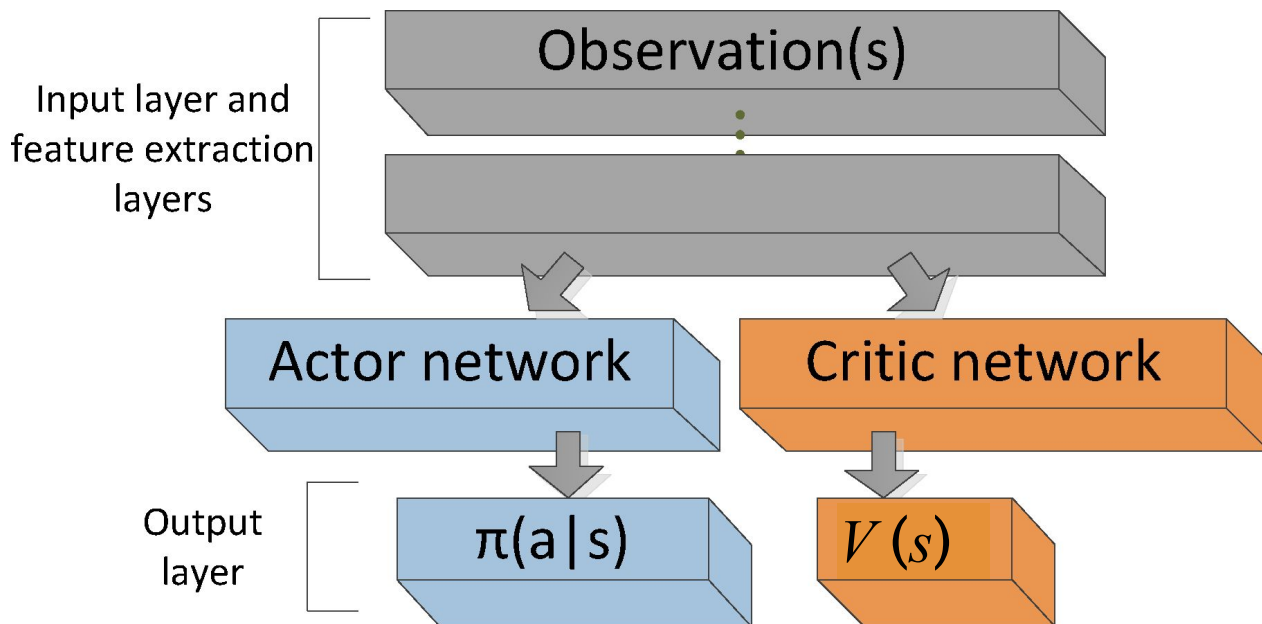 Observation(s)
Input layer and
feature extraction
layers
Actor network
Critic network
Output
layer
π(a|s)
V(s)